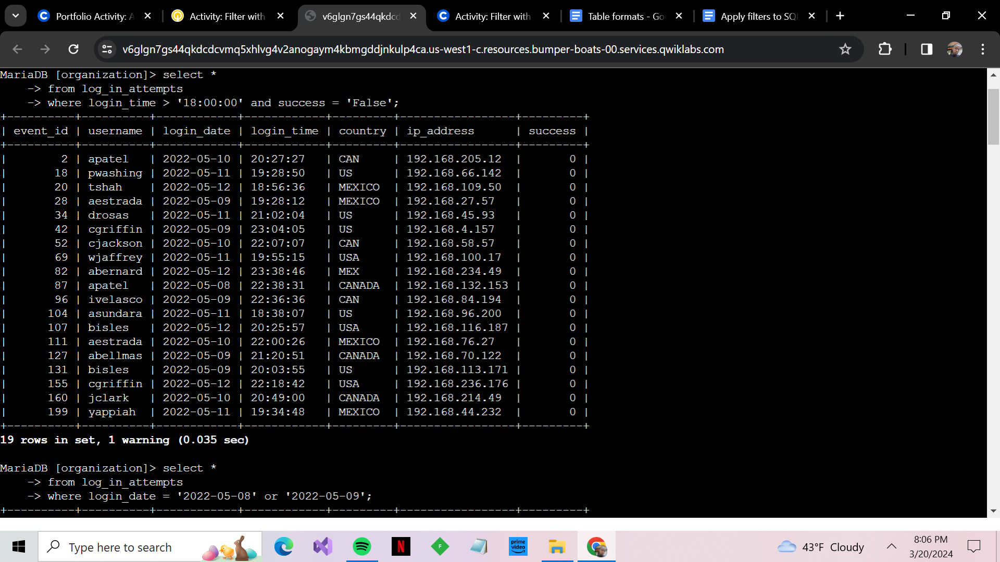 Portfolio Activity: A
Activity: Filter with
v6glgn7gs44qkdcd
Activity: Filter with
Table formats - Go
Apply filters to SQL
v6glgn7gs44qkdcdcvmq5xhlvg4v2anogaym4kbmgddjnkulp4ca.us-west1-c.resources.bumper-boats-00.services.qwiklabs.com
MariaDB [organization]> select *
    -> from log_in_attempts
    -> where login_time > '18:00:00' and success = 'False';
+----------+----------+------------+------------+---------+-----------------+---------+
| event_id | username | login_date | login_time | country | ip_address      | success |
+----------+----------+------------+------------+---------+-----------------+---------+
|        2 | apatel   | 2022-05-10 | 20:27:27   | CAN     | 192.168.205.12  |       0 |
|       18 | pwashing | 2022-05-11 | 19:28:50   | US      | 192.168.66.142  |       0 |
|       20 | tshah    | 2022-05-12 | 18:56:36   | MEXICO  | 192.168.109.50  |       0 |
|       28 | aestrada | 2022-05-09 | 19:28:12   | MEXICO  | 192.168.27.57   |       0 |
|       34 | drosas   | 2022-05-11 | 21:02:04   | US      | 192.168.45.93   |       0 |
|       42 | cgriffin | 2022-05-09 | 23:04:05   | US      | 192.168.4.157   |       0 |
|       52 | cjackson | 2022-05-10 | 22:07:07   | CAN     | 192.168.58.57   |       0 |
|       69 | wjaffrey | 2022-05-11 | 19:55:15   | USA     | 192.168.100.17  |       0 |
|       82 | abernard | 2022-05-12 | 23:38:46   | MEX     | 192.168.234.49  |       0 |
|       87 | apatel   | 2022-05-08 | 22:38:31   | CANADA  | 192.168.132.153 |       0 |
|       96 | ivelasco | 2022-05-09 | 22:36:36   | CAN     | 192.168.84.194  |       0 |
|      104 | asundara | 2022-05-11 | 18:38:07   | US      | 192.168.96.200  |       0 |
|      107 | bisles   | 2022-05-12 | 20:25:57   | USA     | 192.168.116.187 |       0 |
|      111 | aestrada | 2022-05-10 | 22:00:26   | MEXICO  | 192.168.76.27   |       0 |
|      127 | abellmas | 2022-05-09 | 21:20:51   | CANADA  | 192.168.70.122  |       0 |
|      131 | bisles   | 2022-05-09 | 20:03:55   | US      | 192.168.113.171 |       0 |
|      155 | cgriffin | 2022-05-12 | 22:18:42   | USA     | 192.168.236.176 |       0 |
|      160 | jclark   | 2022-05-10 | 20:49:00   | CANADA  | 192.168.214.49  |       0 |
|      199 | yappiah  | 2022-05-11 | 19:34:48   | MEXICO  | 192.168.44.232  |       0 |
+----------+----------+------------+------------+---------+-----------------+---------+
19 rows in set, 1 warning (0.035 sec)
MariaDB [organization]> select *
    -> from log_in_attempts
    -> where login_date = '2022-05-08' or '2022-05-09';
+----------+----------+------------+------------+---------+-----------------+---------+
Type here to search
N
F
prime video
43°F Cloudy
8:06 PM
3/20/2024